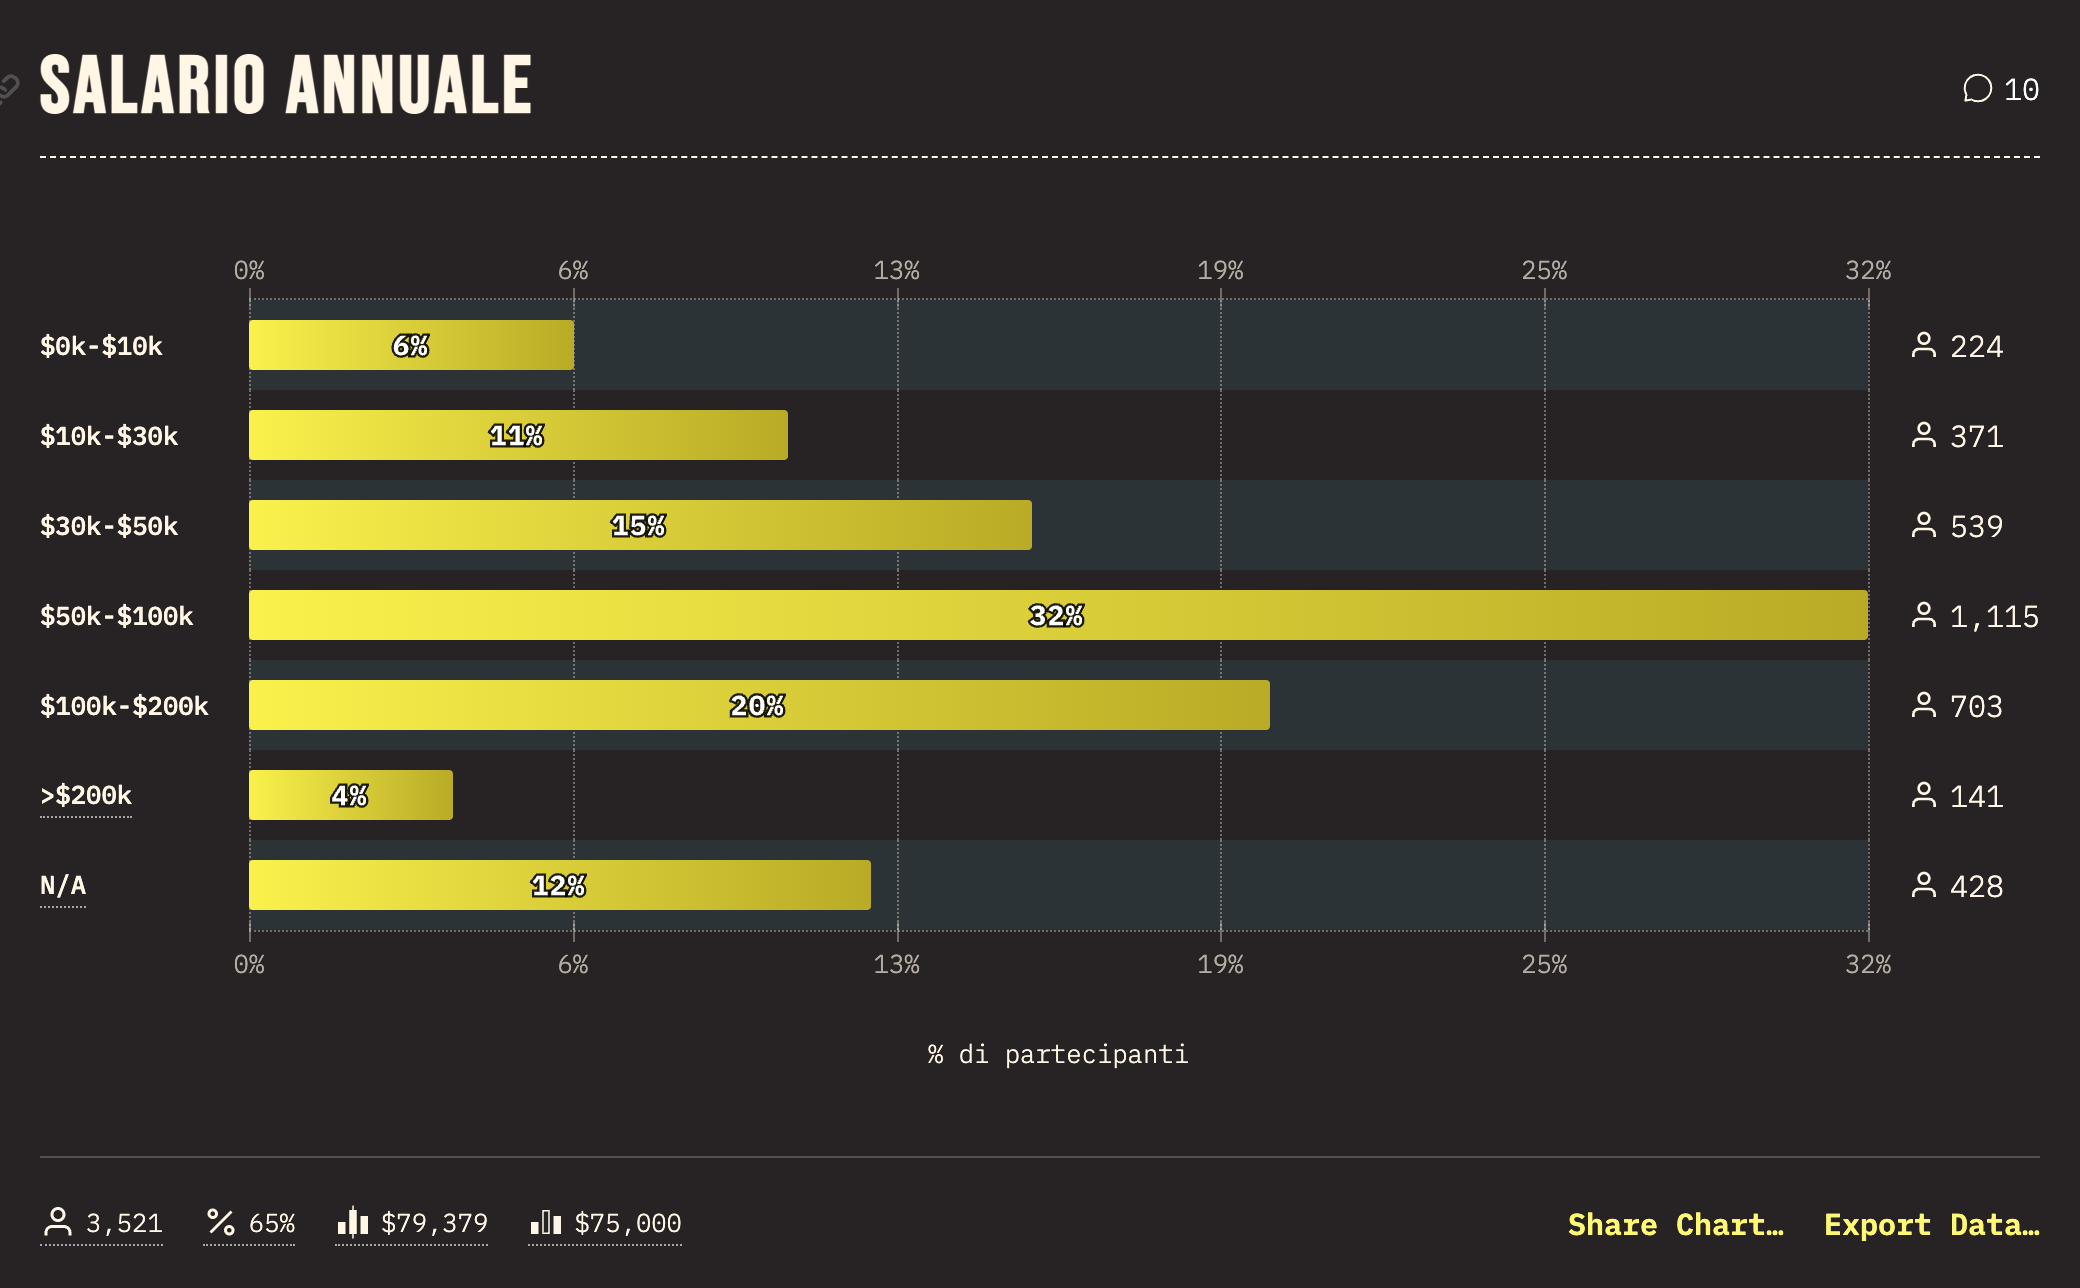 SALARIO ANNUALE
10
0% 6% 13% 19% 25% 32%
$0k-$10k 6% 224
$10k-$30k 11% 371
$30k-$50k 15% 539
$50k-$100k 32% 1,115
$100k-$200k 20% 703
>$200k 4% 141
N/A 12% 428
0% 6% 13% 19% 25% 32%
% di partecipanti
3,521 65% $79,379 $75,000 Share Chart… Export Data…